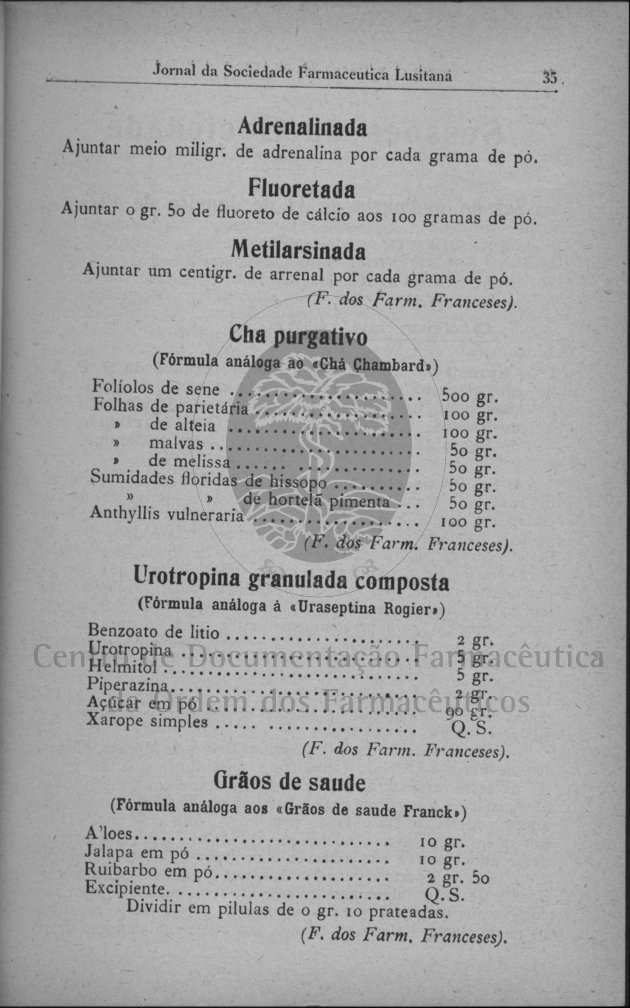 Jornal da Sociedade Farmaceutica Lusitana 35
Adrenalinada
Ajuntar meio miligr. de adrenalina por cada grama de pó.
Fluoretada
Ajuntar o gr. 50 de fluoreto de cálcio aos 100 gramas de pó.
Metilarsinada
Ajuntar um centigr. de arrenal por cada grama de pó.
(F. dos Farm. Franceses).
Cha purgativo
(Fórmula análoga ao «Chá Chambard»)
Folíolos de sene ........................ 500 gr.
Folhas de parietária ..................... 100 gr.
» de alteia ........................ 100 gr.
» malvas .......................... 50 gr.
» de melissa ...... .............. 50 gr.
Sumidades floridas de hissopo .......... 50 gr.
» » de hortelã pimenta ... 50 gr.
Anthyllis vulneraria ..................... 100 gr.
(F. dos Farm. Franceses).
Urotropina granulada composta
(Fórmula análoga à «Uraseptina Rogier»)
Benzoato de litio ........................ 2 gr.
Urotropina .............................. 5 gr.
Helmitol ................................ 5 gr.
Piperazina............................... 2 gr.
Açúcar em pó ........................... 90 gr.
Xarope simples ..... .................. Q. S.
(F. dos Farm. Franceses).
Grãos de saude
(Fórmula análoga aos «Grãos de saude Franck»)
A'loes................................ 10 gr.
Jalapa em pó ........................ 10 gr.
Ruibarbo em pó...................... 2 gr. 50
Excipiente. .......................... Q. S.
Dividir em pilulas de 0 gr. 10 prateadas.
(F. dos Farm. Franceses).
Centro de Documentação Farmacêutica
da Ordem dos Farmacêuticos